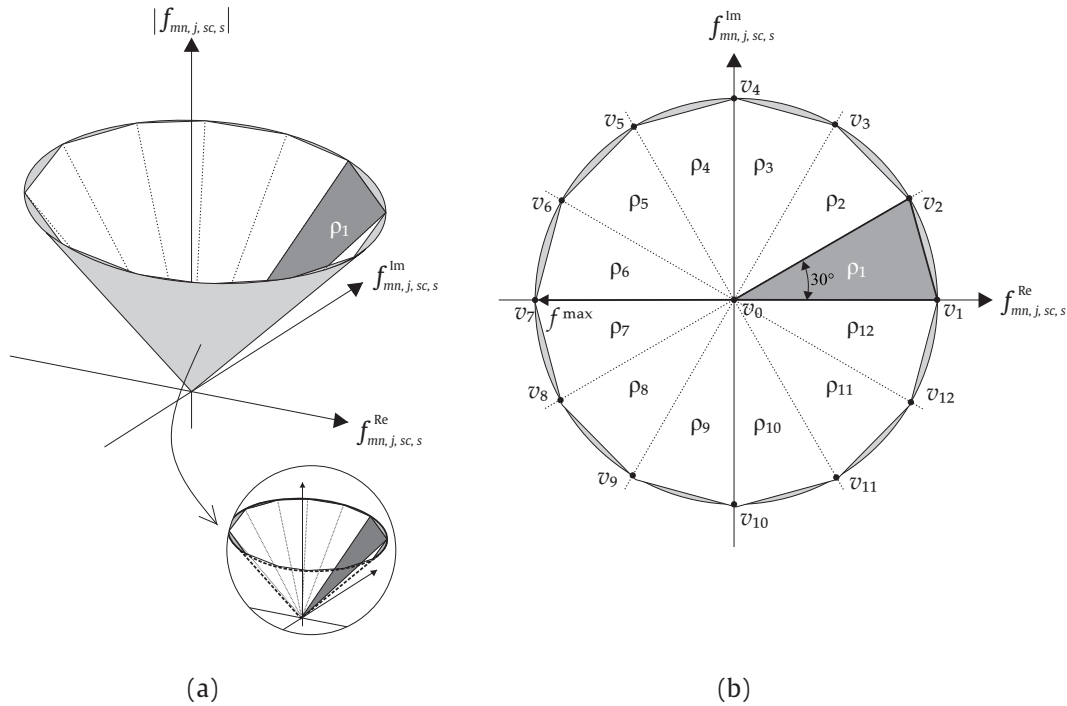 |f_{mn, j, sc, s}|
ρ₁
f^{Im}_{mn, j, sc, s}
f^{Re}_{mn, j, sc, s}
(a)
f^{Im}_{mn, j, sc, s}
v₄
v₅
v₃
ρ₄
ρ₃
v₆
ρ₅
ρ₂
v₂
ρ₆
ρ₁
30°
f^{Re}_{mn, j, sc, s}
v₇
f^{max}
v₀
v₁
ρ₇
ρ₁₂
v₈
ρ₈
ρ₁₁
v₁₂
ρ₉
ρ₁₀
v₉
v₁₁
v₁₀
(b)